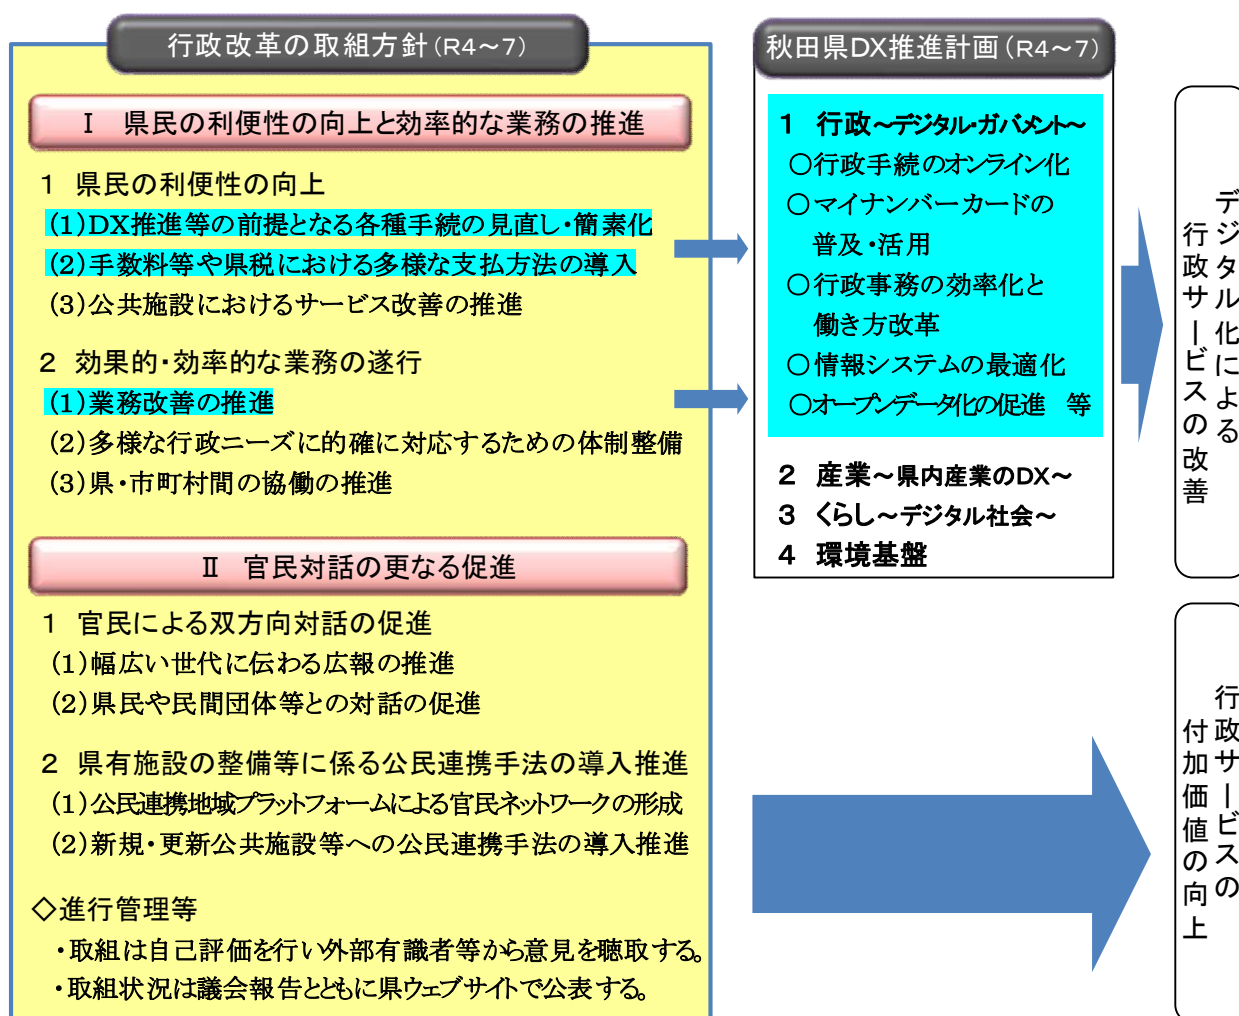 行政改革の取組方針（R4～7）
Ⅰ　県民の利便性の向上と効率的な業務の推進
１　県民の利便性の向上
（1）DX推進等の前提となる各種手続の見直し・簡素化
（2）手数料等や県税における多様な支払方法の導入
（3）公共施設におけるサービス改善の推進
２　効果的・効率的な業務の遂行
（1）業務改善の推進
（2）多様な行政ニーズに的確に対応するための体制整備
（3）県・市町村間の協働の推進
Ⅱ　官民対話の更なる促進
１　官民による双方向対話の促進
（1）幅広い世代に伝わる広報の推進
（2）県民や民間団体等との対話の促進
２　県有施設の整備等に係る公民連携手法の導入推進
（1）公民連携地域プラットフォームによる官民ネットワークの形成
（2）新規・更新公共施設等への公民連携手法の導入推進
◇進行管理等
・取組は自己評価を行い外部有識者等から意見を聴取する。
・取組状況は議会報告とともに県ウェブサイトで公表する。
秋田県DX推進計画（R4～7）
１　行政～デジタル・ガバメント～
○行政手続のオンライン化
○マイナンバーカードの
普及・活用
○行政事務の効率化と
働き方改革
○情報システムの最適化
○オープンデータ化の促進　等
２　産業～県内産業のDX～
３　くらし～デジタル社会～
４　環境基盤
デジタル化による
行政サービスの改善
行政サービスの
付加価値の向上